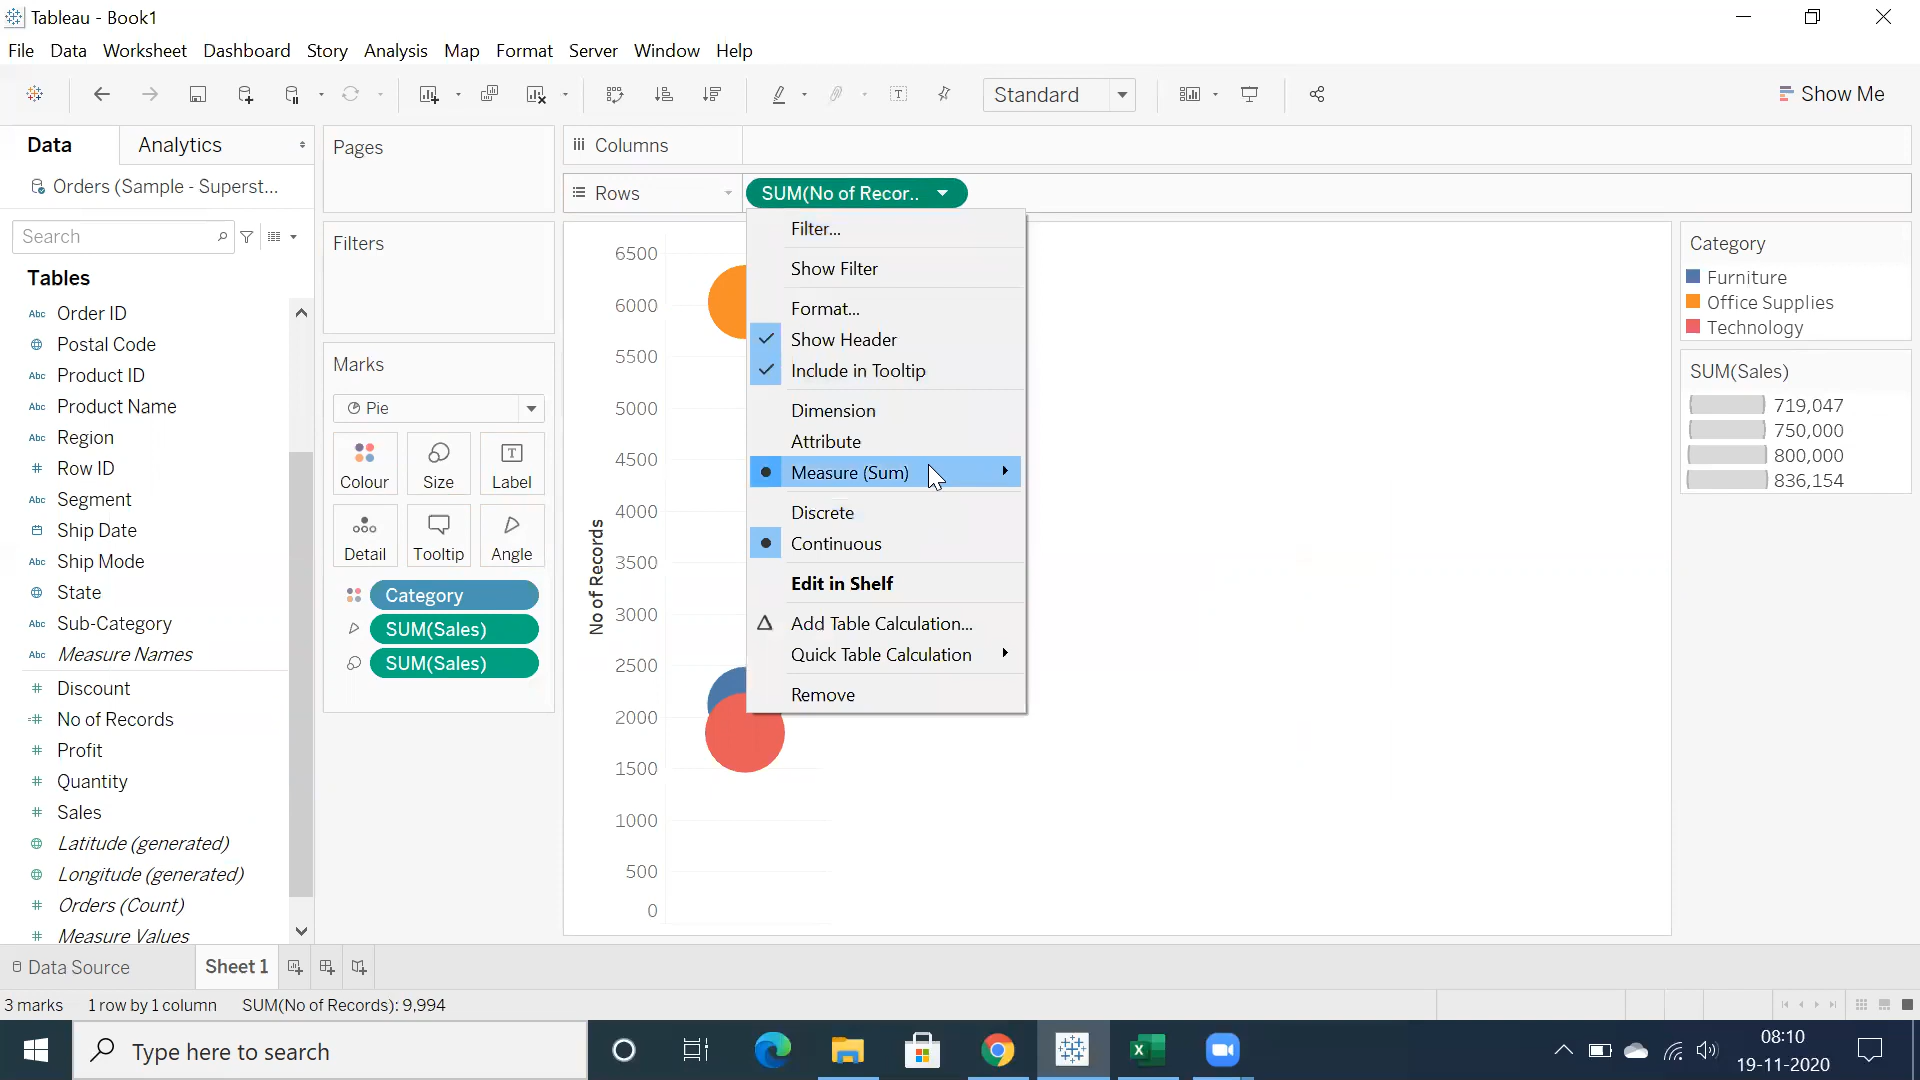 Tableau - Book1
File Data Worksheet Dashboard Story Analysis Map Format Server Window Help
Standard
Show Me
Data
Analytics
Orders (Sample - Superst...
Search
Tables
Abc Order ID
Postal Code
Abc Product ID
Abc Product Name
Abc Region
# Row ID
Abc Segment
Ship Date
Abc Ship Mode
State
Abc Sub-Category
Abc Measure Names
# Discount
=# No of Records
# Profit
# Quantity
# Sales
Latitude (generated)
Longitude (generated)
# Orders (Count)
# Measure Values
Pages
Filters
Marks
Pie
Colour
Size
Label
Detail
Tooltip
Angle
Category
SUM(Sales)
SUM(Sales)
Columns
Rows
SUM(No of Recor..
No of Records
6500
6000
5500
5000
4500
4000
3500
3000
2500
2000
1500
1000
500
0
Filter...
Show Filter
Format...
Show Header
Include in Tooltip
Dimension
Attribute
Measure (Sum)
Discrete
Continuous
Edit in Shelf
Add Table Calculation...
Quick Table Calculation
Remove
Category
Furniture
Office Supplies
Technology
SUM(Sales)
719,047
750,000
800,000
836,154
Data Source
Sheet 1
3 marks 1 row by 1 column SUM(No of Records): 9,994
Type here to search
08:10
19-11-2020